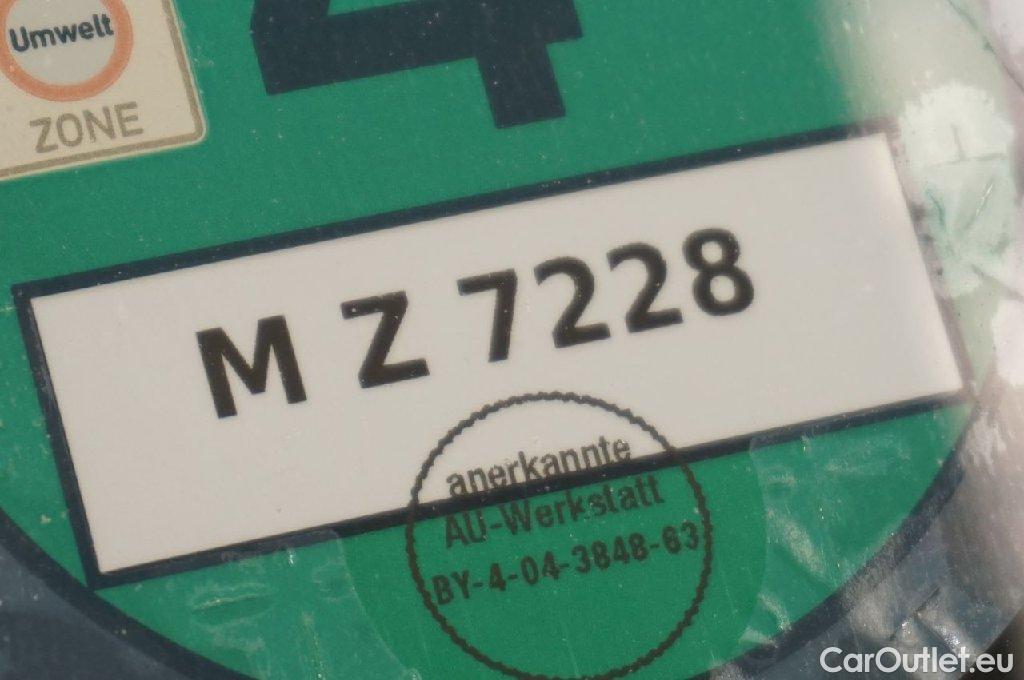 Umwelt
ZONE
4
M Z 7228
anerkannte
AU-Werkstatt
BY-4-04-3848-63
CarOutlet.eu